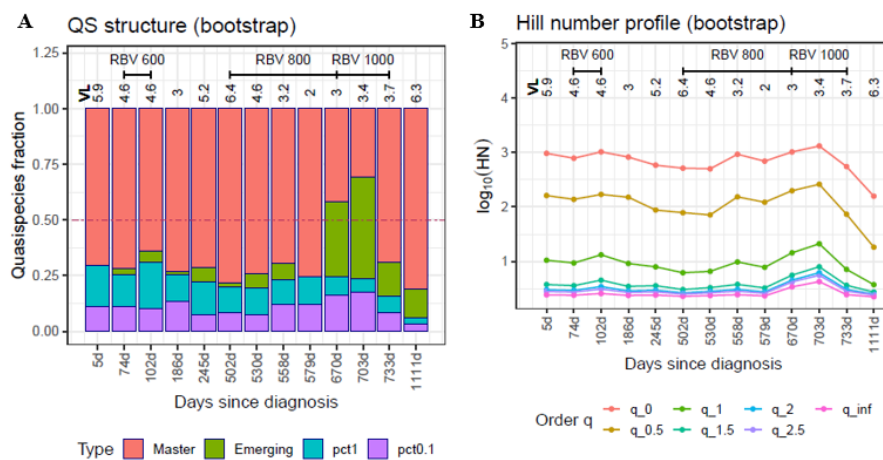 A
QS structure (bootstrap)
1.25
1.00
0.75
0.50
0.25
0.00
Quasispecies fraction
RBV 600
RBV 800
RBV 1000
VL
5.9
4.6
4.6
3
5.2
6.4
4.6
3.2
2
3
3.4
3.7
6.3
5d
74d
102d
186d
245d
502d
530d
558d
579d
670d
703d
733d
1111d
Days since diagnosis
Type
Master
Emerging
pct1
pct0.1
B
Hill number profile (bootstrap)
5
4
3
2
1
log10(HN)
RBV 600
RBV 800
RBV 1000
VL
5.9
4.6
4.6
3
5.2
6.4
4.6
3.2
2
3
3.4
3.7
6.3
5d
74d
102d
186d
245d
502d
530d
558d
579d
670d
703d
733d
1111d
Days since diagnosis
Order q
q_0
q_1
q_2
q_inf
q_0.5
q_1.5
q_2.5